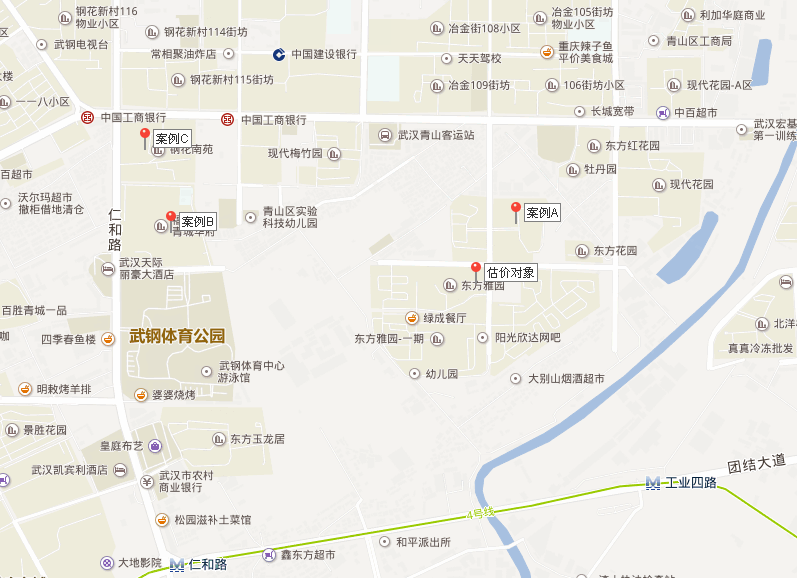 钢花新村116
物业小区
钢花新村114街坊
冶金街108小区
冶金105街坊
物业小区
利加华庭商业
武钢电视台
常相聚油炸店
中国建设银行
天天驾校
重庆辣子鱼
平价美食城
青山区工商局
钢花新村115街坊
冶金109街坊
106街坊小区
现代花园-A区
一一八小区
中国工商银行
中国工商银行
长城宽带
中百超市
武汉青山客运站
武汉宏基
第一训练
案例C
钢花南苑
现代梅竹园
东方红花园
牡丹园
百超市
现代花园
沃尔玛超市
撤柜借地清仓
仁和路
案例B
青城华府
青山区实验
科技幼儿园
案例A
东方花园
武汉天际
丽豪大酒店
估价对象
东方雅园
百胜青城一品
绿成餐厅
北洋
咖
四季春鱼楼
武钢体育公园
东方雅园-一期
阳光欣达网吧
真真冷冻批发
武钢体育中心
游泳馆
幼儿园
大别山烟酒超市
明敕烤羊排
婆婆烧烤
景胜花园
皇庭布艺
东方玉龙居
武汉凯宾利酒店
武汉市农村
商业银行
团结大道
工业四路
4号线
松园滋补土菜馆
和平派出所
大地影院
仁和路
鑫东方超市